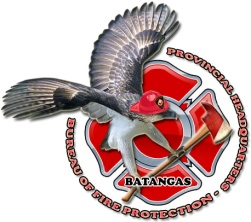 PROVINCIAL HEADQUARTERS
BATANGAS
BUREAU OF FIRE PROTECTION -